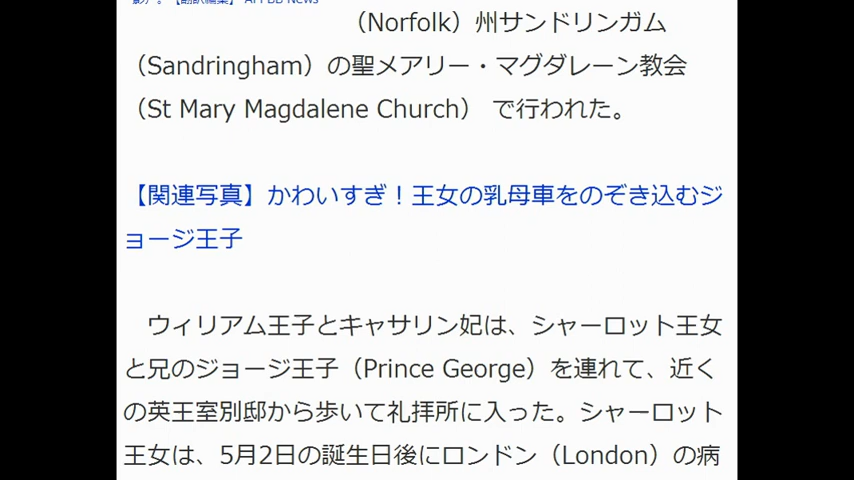 影)。【翻訳編集】 AFPBB News
(Norfolk)州サンドリンガム
(Sandringham)の聖メアリー・マグダレーン教会
(St Mary Magdalene Church) で行われた。
【関連写真】かわいすぎ！王女の乳母車をのぞき込むジ
ョージ王子
ウィリアム王子とキャサリン妃は、シャーロット王女
と兄のジョージ王子(Prince George)を連れて、近く
の英王室別邸から歩いて礼拝所に入った。シャーロット
王女は、5月2日の誕生日後にロンドン(London)の病